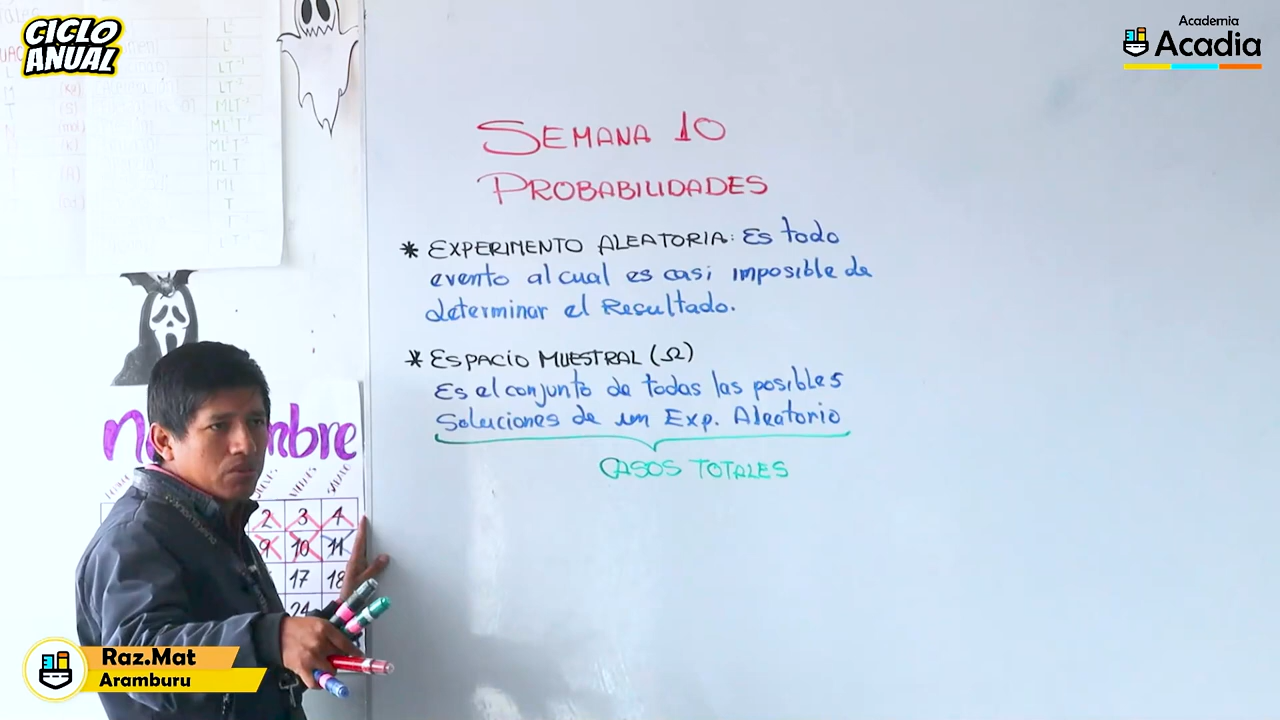 CICLO
ANUAL
Academia
Acadia
SEMANA 10
PROBABILIDADES
* EXPERIMENTO ALEATORIA: Es todo
evento al cual es casi imposible de
determinar el Resultado.
* ESPACIO MUESTRAL (Ω)
Es el conjunto de todas las posibles
Soluciones de un Exp. Aleatorio
CASOS TOTALES
2 3 4
9 10 11
17 18
24
Raz.Mat
Aramburu